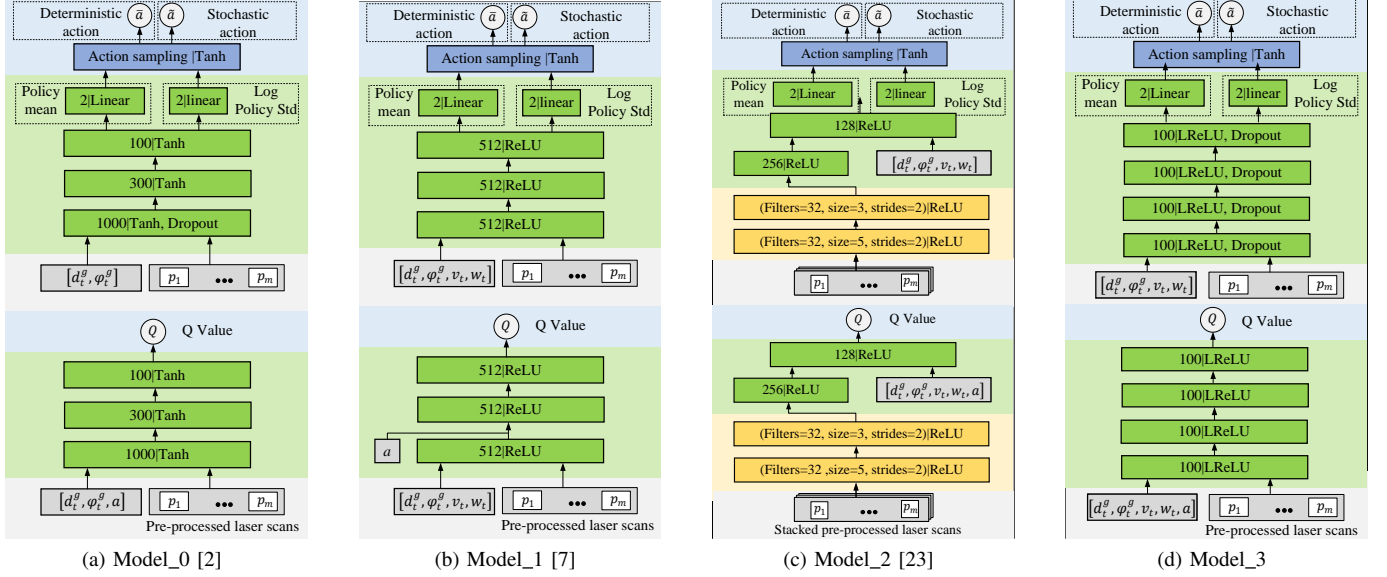 Deterministic action
ā
ã
Stochastic action
Action sampling |Tanh
Policy mean
2|Linear
2|linear
Log Policy Std
100|Tanh
300|Tanh
1000|Tanh, Dropout
[d_t^g, φ_t^g]
p_1 ••• p_m
Q
Q Value
100|Tanh
300|Tanh
1000|Tanh
[d_t^g, φ_t^g, a]
p_1 ••• p_m
Pre-processed laser scans
(a) Model_0 [2]
Deterministic action
ā
ã
Stochastic action
Action sampling |Tanh
Policy mean
2|Linear
2|linear
Log Policy Std
512|ReLU
512|ReLU
512|ReLU
[d_t^g, φ_t^g, v_t, w_t]
p_1 ••• p_m
Q
Q Value
512|ReLU
512|ReLU
a
512|ReLU
[d_t^g, φ_t^g, v_t, w_t]
p_1 ••• p_m
Pre-processed laser scans
(b) Model_1 [7]
Deterministic action
ā
ã
Stochastic action
Action sampling |Tanh
Policy mean
2|Linear
2|linear
Log Policy Std
128|ReLU
256|ReLU
[d_t^g, φ_t^g, v_t, w_t]
(Filters=32, size=3, strides=2)|ReLU
(Filters=32, size=5, strides=2)|ReLU
p_1 ••• p_m
Q
Q Value
128|ReLU
256|ReLU
[d_t^g, φ_t^g, v_t, w_t, a]
(Filters=32, size=3, strides=2)|ReLU
(Filters=32 ,size=5, strides=2)|ReLU
p_1 ••• p_m
Stacked pre-processed laser scans
(c) Model_2 [23]
Deterministic action
ā
ã
Stochastic action
Action sampling |Tanh
Policy mean
2|Linear
2|linear
Log Policy Std
100|LReLU, Dropout
100|LReLU, Dropout
100|LReLU, Dropout
100|LReLU, Dropout
[d_t^g, φ_t^g, v_t, w_t]
p_1 ••• p_m
Q
Q Value
100|LReLU
100|LReLU
100|LReLU
100|LReLU
[d_t^g, φ_t^g, v_t, w_t, a]
p_1 ••• p_m
Pre-processed laser scans
(d) Model_3